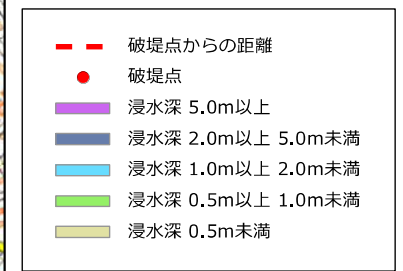 破堤点からの距離
破堤点
浸水深 5.0m以上
浸水深 2.0m以上 5.0m未満
浸水深 1.0m以上 2.0m未満
浸水深 0.5m以上 1.0m未満
浸水深 0.5m未満